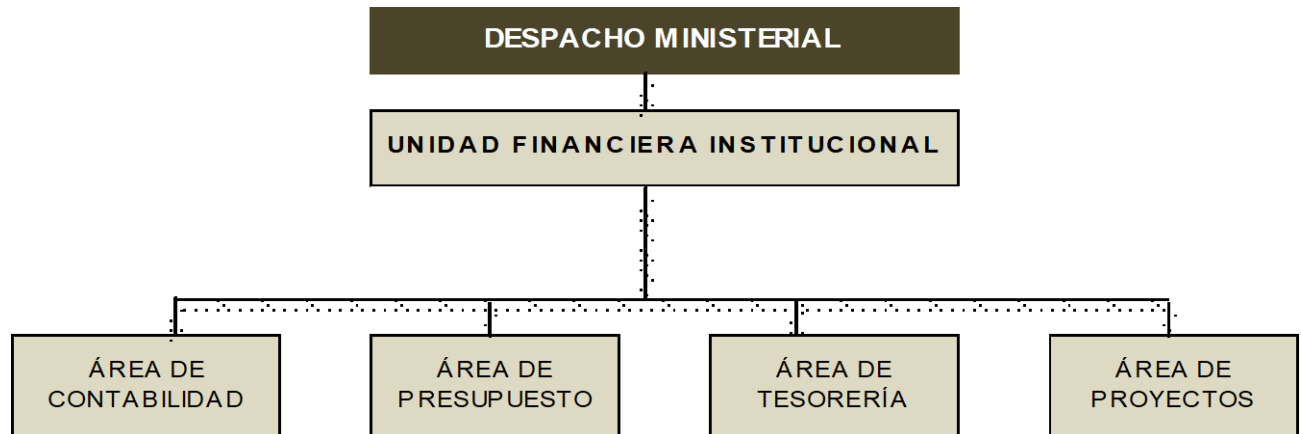 DESPACHO MINISTERIAL
UNIDAD FINANCIERA INSTITUCIONAL
ÁREA DE
CONTABILIDAD
ÁREA DE
PRESUPUESTO
ÁREA DE
TESORERÍA
ÁREA DE
PROYECTOS